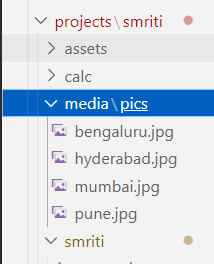 projects\smriti
assets
calc
media\pics
bengaluru.jpg
hyderabad.jpg
mumbai.jpg
pune.jpg
smriti